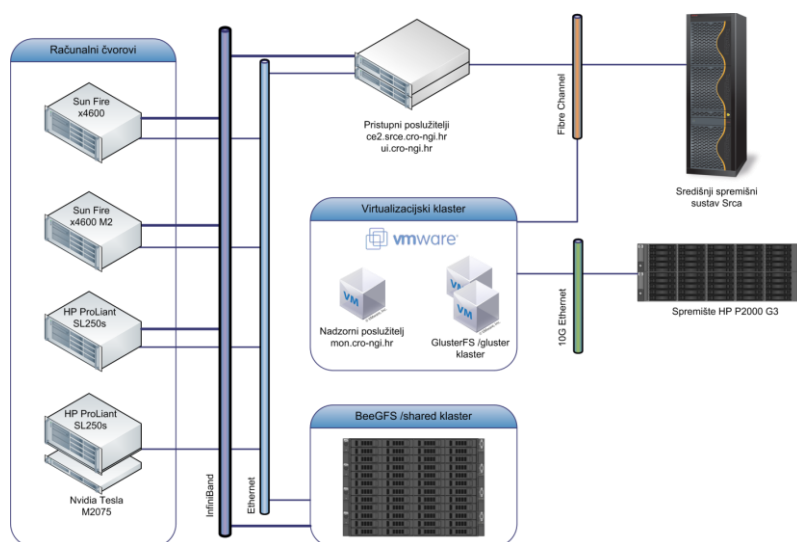 Računalni čvorovi
Sun Fire
x4600
Sun Fire
x4600 M2
HP ProLiant
SL250s
HP ProLiant
SL250s
Nvidia Tesla
M2075
InfiniBand
Ethernet
Pristupni poslužitelji
ce2.srce.cro-ngi.hr
ui.cro-ngi.hr
Fibre Channel
Središnji spremišni
sustav Srca
Virtualizacijski klaster
vmware
VM
Nadzorni poslužitelj
mon.cro-ngi.hr
VM
GlusterFS /gluster
klaster
10G Ethernet
Spremište HP P2000 G3
BeeGFS /shared klaster